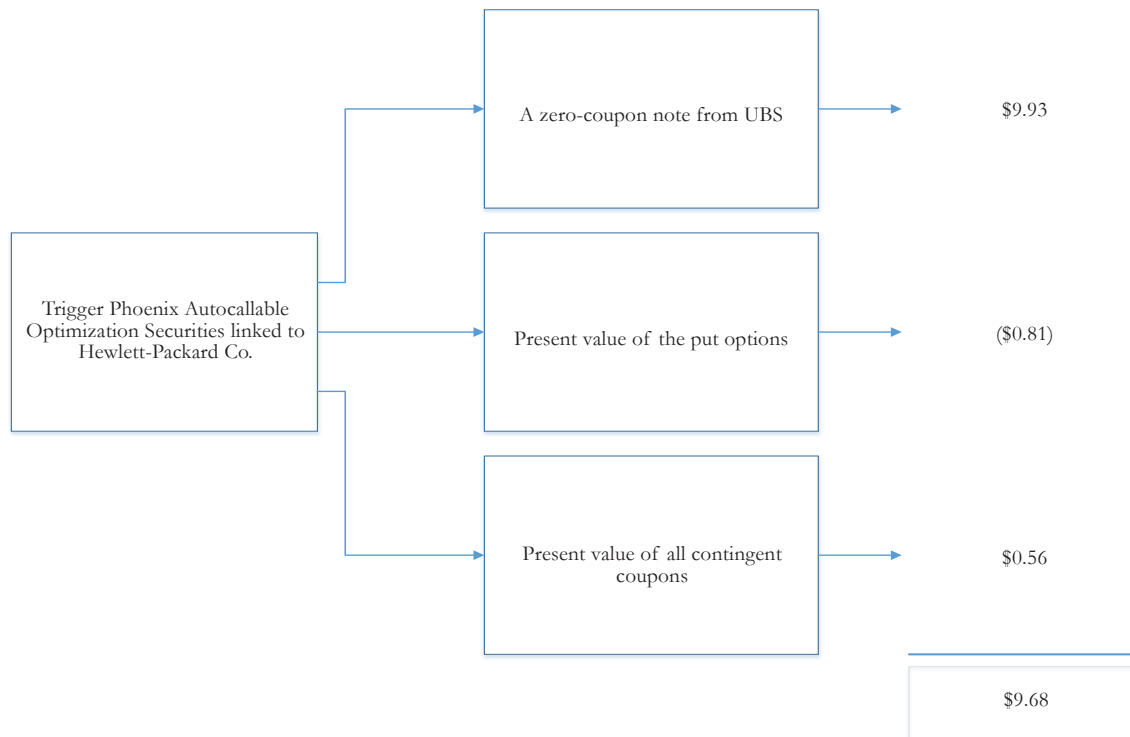 A zero-coupon note from UBS
$9.93
Trigger Phoenix Autocallable
Optimization Securities linked to
Hewlett-Packard Co.
Present value of the put options
($0.81)
Present value of all contingent
coupons
$0.56
$9.68